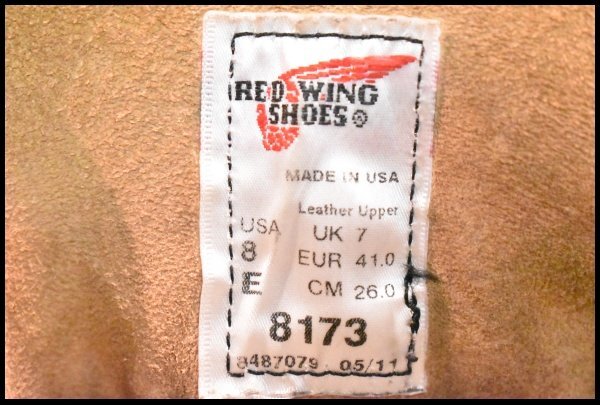 RED WING
SHOES ®
MADE IN USA
Leather Upper
USA
8
E
UK 7
EUR 41.0
CM 26.0
8173
8487079 05/11